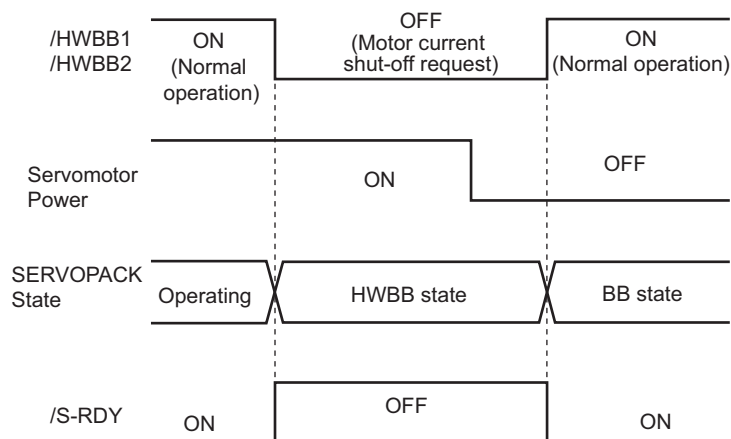 /HWBB1
/HWBB2
ON
(Normal
operation)
OFF
(Motor current
shut-off request)
ON
(Normal operation)
Servomotor
Power
ON
OFF
SERVOPACK
State
Operating
HWBB state
BB state
/S-RDY
ON
OFF
ON